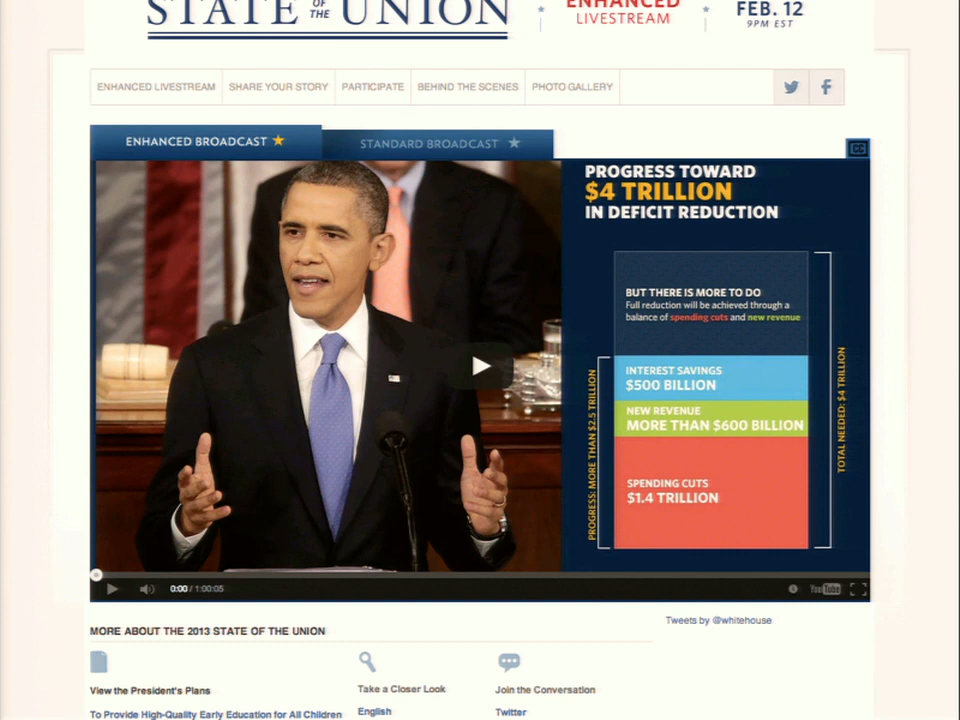 STATE OF THE UNION
ENHANCED
LIVESTREAM
FEB. 12
9PM EST
ENHANCED LIVESTREAM
SHARE YOUR STORY
PARTICIPATE
BEHIND THE SCENES
PHOTO GALLERY
ENHANCED BROADCAST
STANDARD BROADCAST
CC
PROGRESS TOWARD
$4 TRILLION
IN DEFICIT REDUCTION
BUT THERE IS MORE TO DO
Full reduction will be achieved through a
balance of spending cuts and new revenue
INTEREST SAVINGS
$500 BILLION
NEW REVENUE
MORE THAN $600 BILLION
SPENDING CUTS
$1.4 TRILLION
PROGRESS: MORE THAN $2.5 TRILLION
TOTAL NEEDED: $4 TRILLION
0:00 / 1:00:05
YouTube
Tweets by @whitehouse
MORE ABOUT THE 2013 STATE OF THE UNION
View the President's Plans
Take a Closer Look
Join the Conversation
To Provide High-Quality Early Education for All Children
English
Twitter